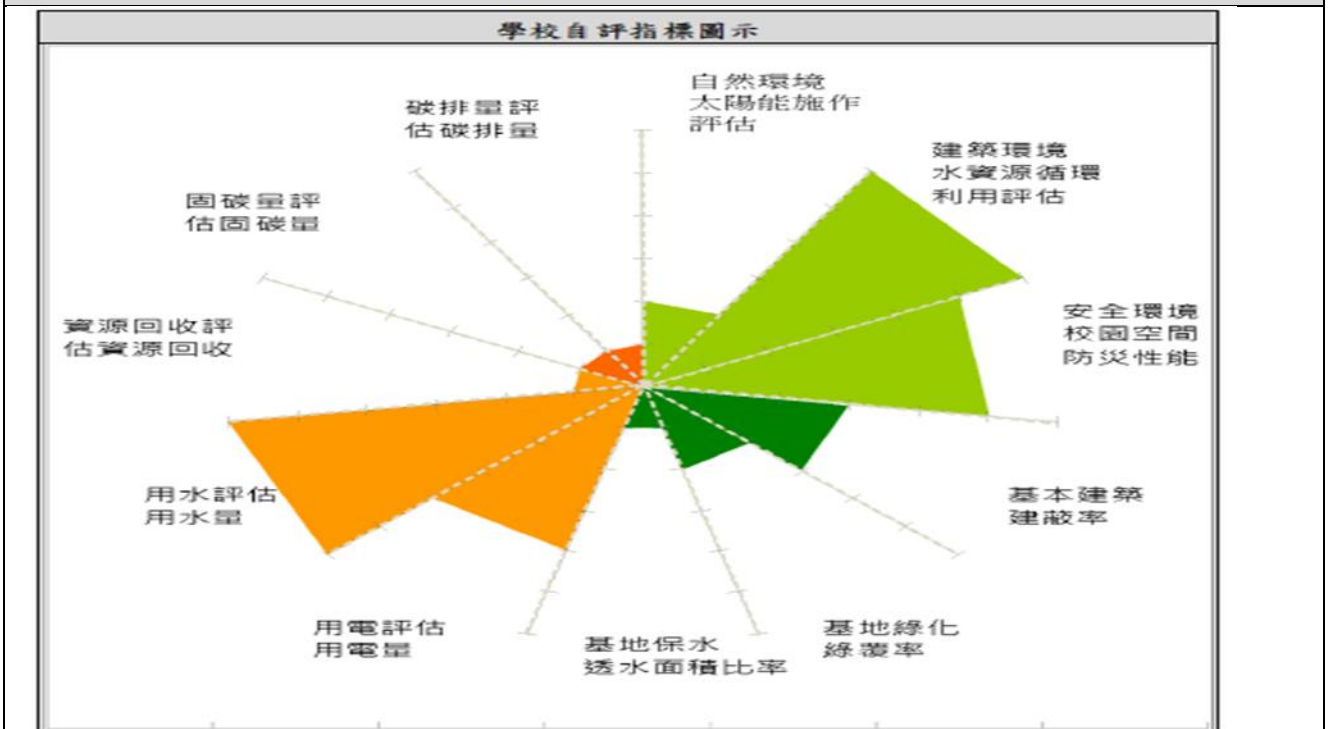 學校自評指標圖示
自然環境
太陽能施作
評估
建築環境
水資源循環
利用評估
安全環境
校園空間
防災性能
基本建築
建蔽率
基地綠化
綠覆率
基地保水
透水面積比率
用電評估
用電量
用水評估
用水量
資源回收評
估資源回收
固碳量評
估固碳量
碳排量評
估碳排量